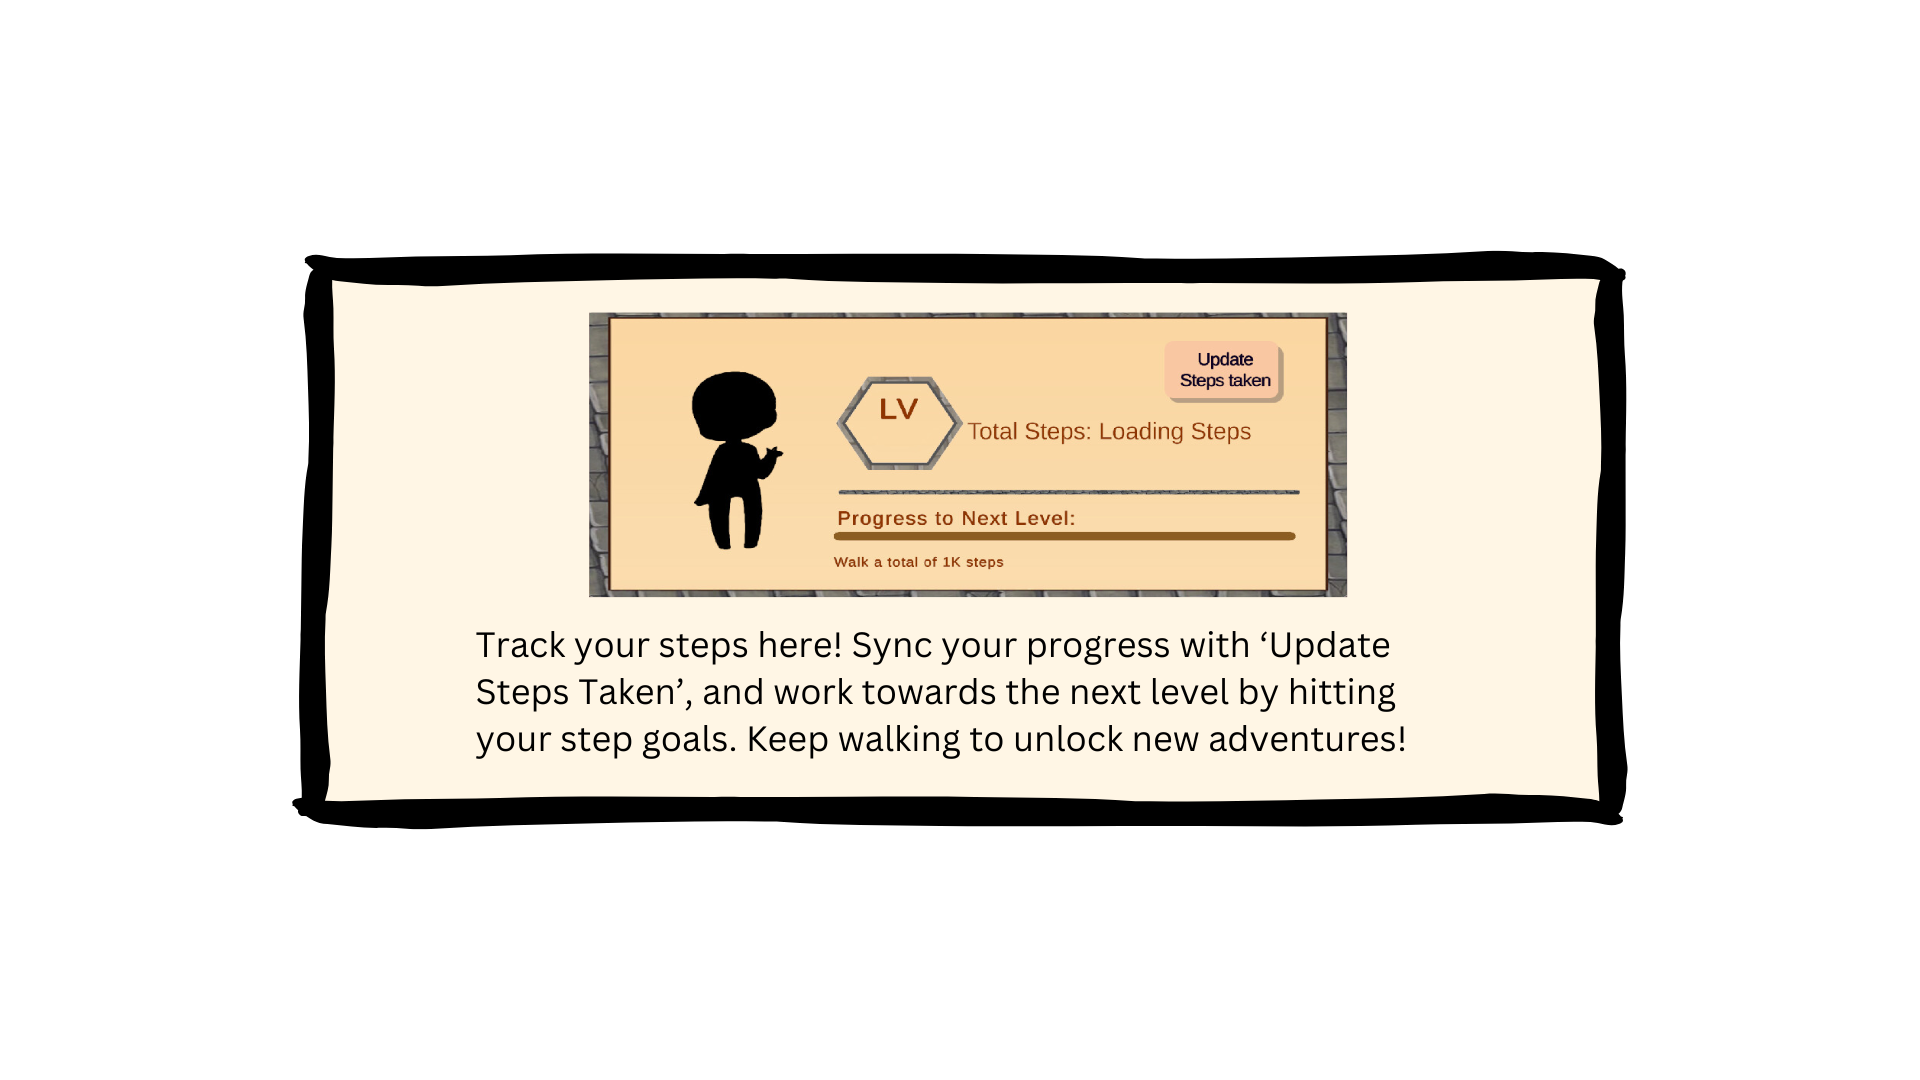 Update
Steps taken
LV
Total Steps: Loading Steps
Progress to Next Level:
Walk a total of 1K steps
Track your steps here! Sync your progress with ‘Update
Steps Taken’, and work towards the next level by hitting
your step goals. Keep walking to unlock new adventures!